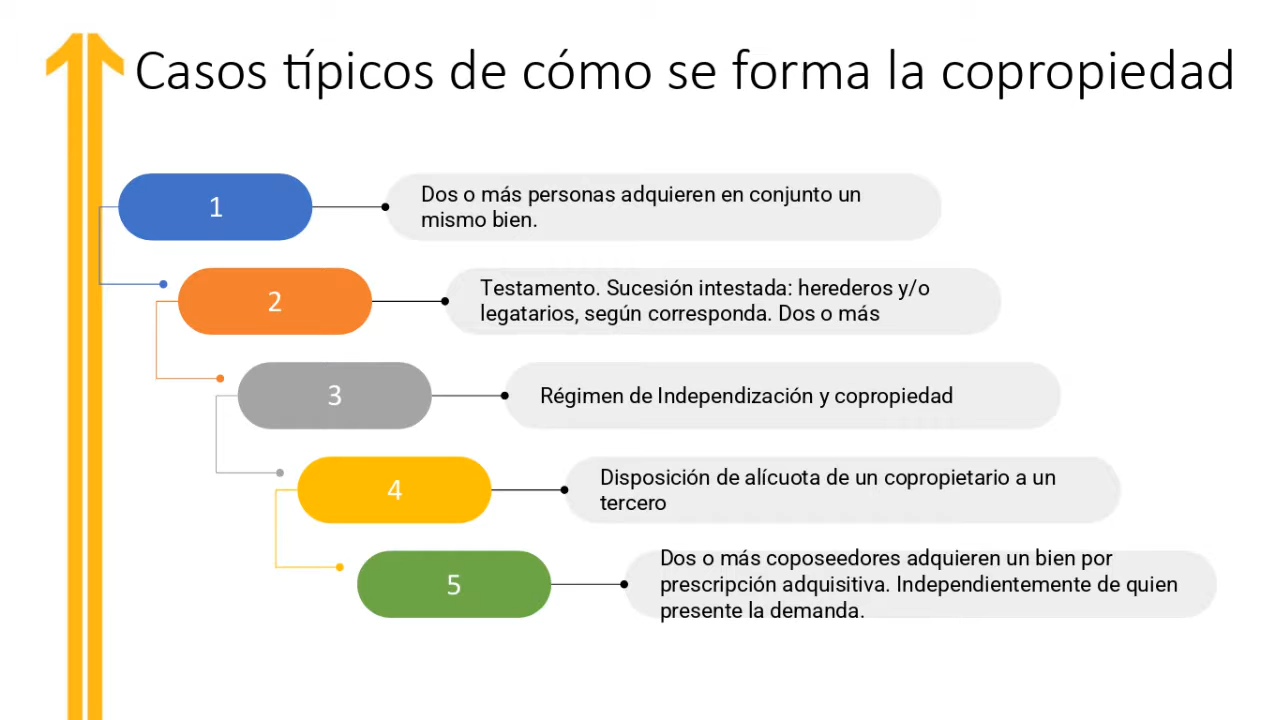 Casos típicos de cómo se forma la copropiedad
1
Dos o más personas adquieren en conjunto un
mismo bien.
2
Testamento. Sucesión intestada: herederos y/o
legatarios, según corresponda. Dos o más
3
Régimen de Independización y copropiedad
4
Disposición de alícuota de un copropietario a un
tercero
5
Dos o más coposeedores adquieren un bien por
prescripción adquisitiva. Independientemente de quien
presente la demanda.